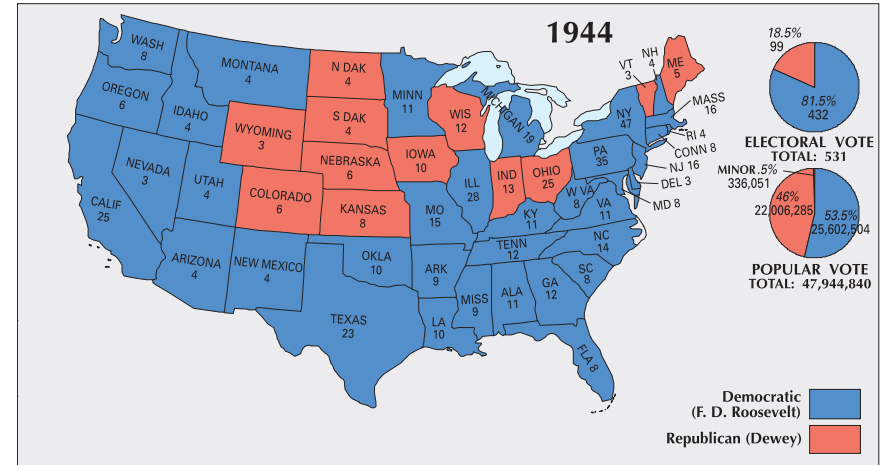 1944
WASH
8
OREGON
6
CALIF
25
NEVADA
3
IDAHO
4
MONTANA
4
WYOMING
3
UTAH
4
COLORADO
6
ARIZONA
4
NEW MEXICO
4
N DAK
4
S DAK
4
NEBRASKA
6
KANSAS
8
OKLA
10
TEXAS
23
MINN
11
IOWA
10
MO
15
ARK
9
LA
10
WIS
12
ILL
28
MICHIGAN 19
IND
13
OHIO
25
KY
11
TENN
12
MISS
9
ALA
11
GA
12
FLA 8
SC
8
NC
14
VA
11
W VA
8
PA
35
NY
47
VT
3
NH
4
ME
5
MASS
16
RI 4
CONN 8
NJ 16
DEL 3
MD 8
18.5%
99
81.5%
432
ELECTORAL VOTE
TOTAL: 531
MINOR .5%
336,051
46%
22,006,285
53.5%
25,602,504
POPULAR VOTE
TOTAL: 47,944,840
Democratic
(F. D. Roosevelt)
Republican (Dewey)